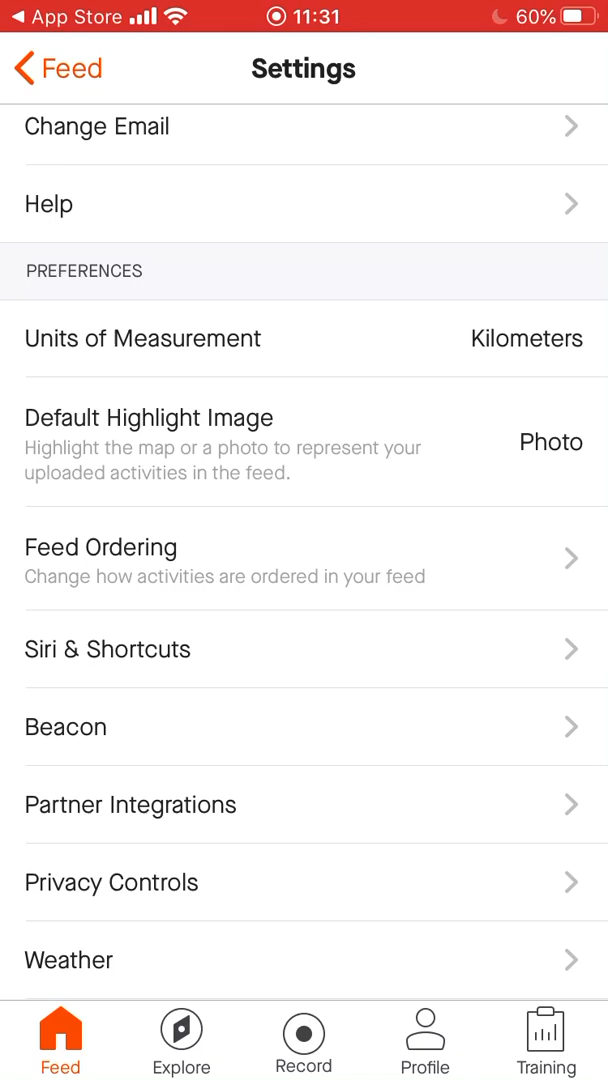 App Store 11:31 60%
Feed Settings
Change Email
Help
PREFERENCES
Units of Measurement Kilometers
Default Highlight Image
Highlight the map or a photo to represent your
uploaded activities in the feed.
Photo
Feed Ordering
Change how activities are ordered in your feed
Siri & Shortcuts
Beacon
Partner Integrations
Privacy Controls
Weather
Feed Explore Record Profile Training